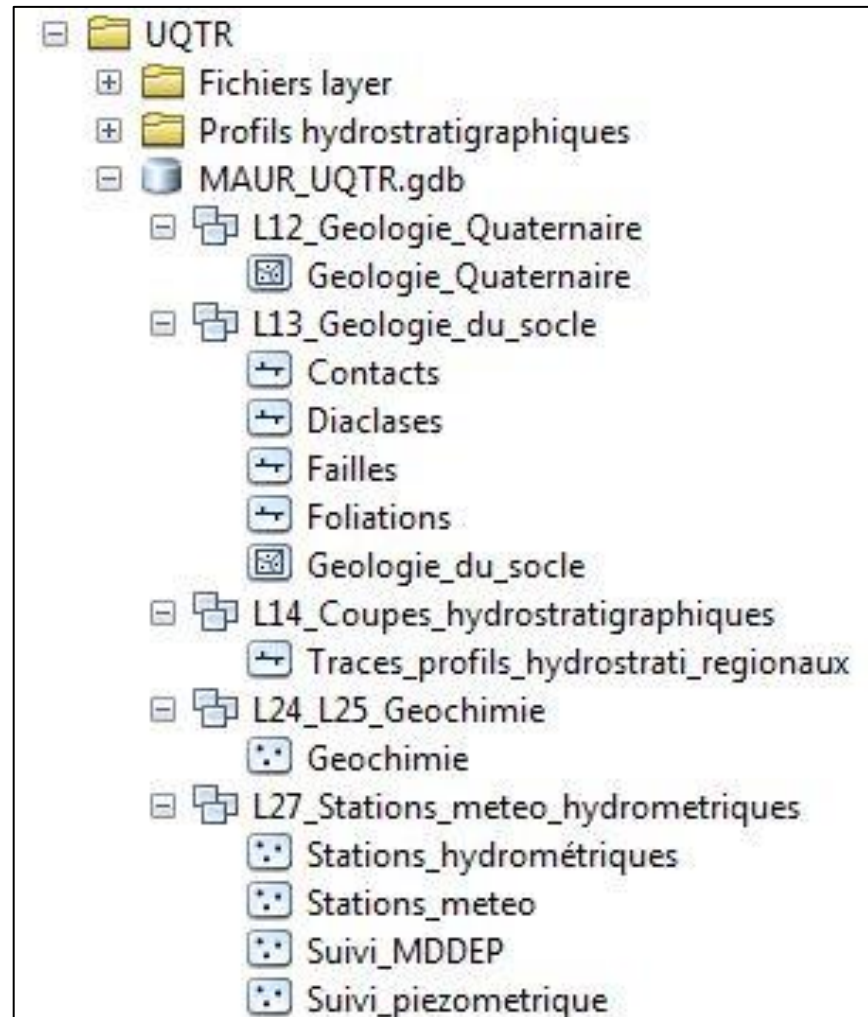 UQTR
Fichiers layer
Profils hydrostratigraphiques
MAUR_UQTR.gdb
L12_Geologie_Quaternaire
Geologie_Quaternaire
L13_Geologie_du_socle
Contacts
Diaclases
Failles
Foliations
Geologie_du_socle
L14_Coupes_hydrostratigraphiques
Traces_profils_hydrostrati_regionaux
L24_L25_Geochimie
Geochimie
L27_Stations_meteo_hydrometriques
Stations_hydrométriques
Stations_meteo
Suivi_MDDEP
Suivi_piezometrique